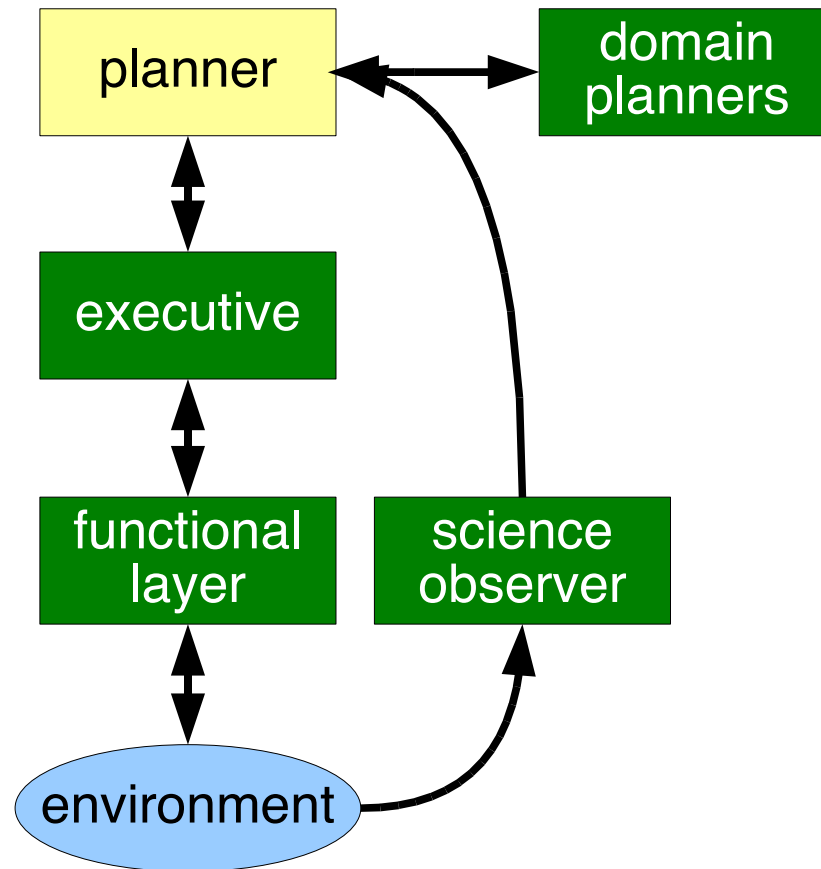 planner
domain
planners
executive
functional
layer
science
observer
environment